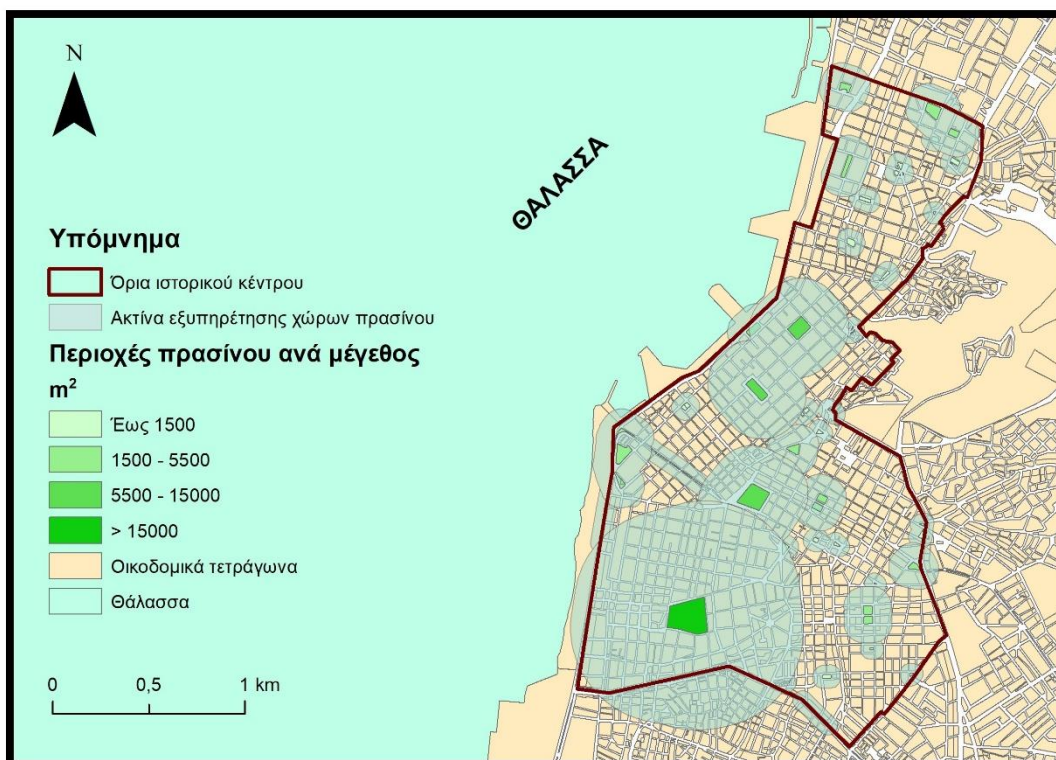 N
ΘΑΛΑΣΣΑ
Υπόμνημα
Όρια ιστορικού κέντρου
Ακτίνα εξυπηρέτησης χώρων πρασίνου
Περιοχές πρασίνου ανά μέγεθος
m²
Έως 1500
1500 - 5500
5500 - 15000
> 15000
Οικοδομικά τετράγωνα
Θάλασσα
0 0,5 1 km